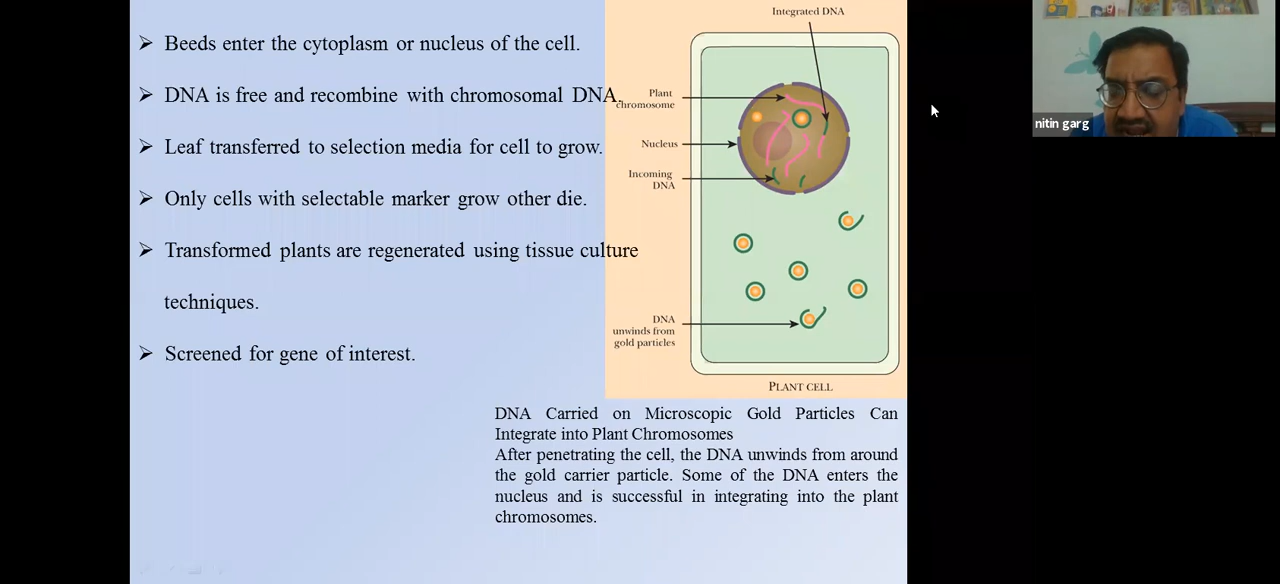 ➢ Beeds enter the cytoplasm or nucleus of the cell.
➢ DNA is free and recombine with chromosomal DNA.
➢ Leaf transferred to selection media for cell to grow.
➢ Only cells with selectable marker grow other die.
➢ Transformed plants are regenerated using tissue culture
techniques.
➢ Screened for gene of interest.
Integrated DNA
Plant
chromosome
Nucleus
Incoming
DNA
DNA
unwinds from
gold particles
PLANT CELL
DNA Carried on Microscopic Gold Particles Can
Integrate into Plant Chromosomes
After penetrating the cell, the DNA unwinds from around
the gold carrier particle. Some of the DNA enters the
nucleus and is successful in integrating into the plant
chromosomes.
nitin garg